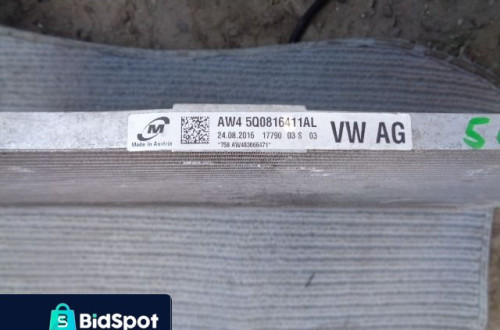 M
Made in Austria
AW4 5Q0816411AL
24.08.2016 17790 03 S 03
VW AG
BidSpot